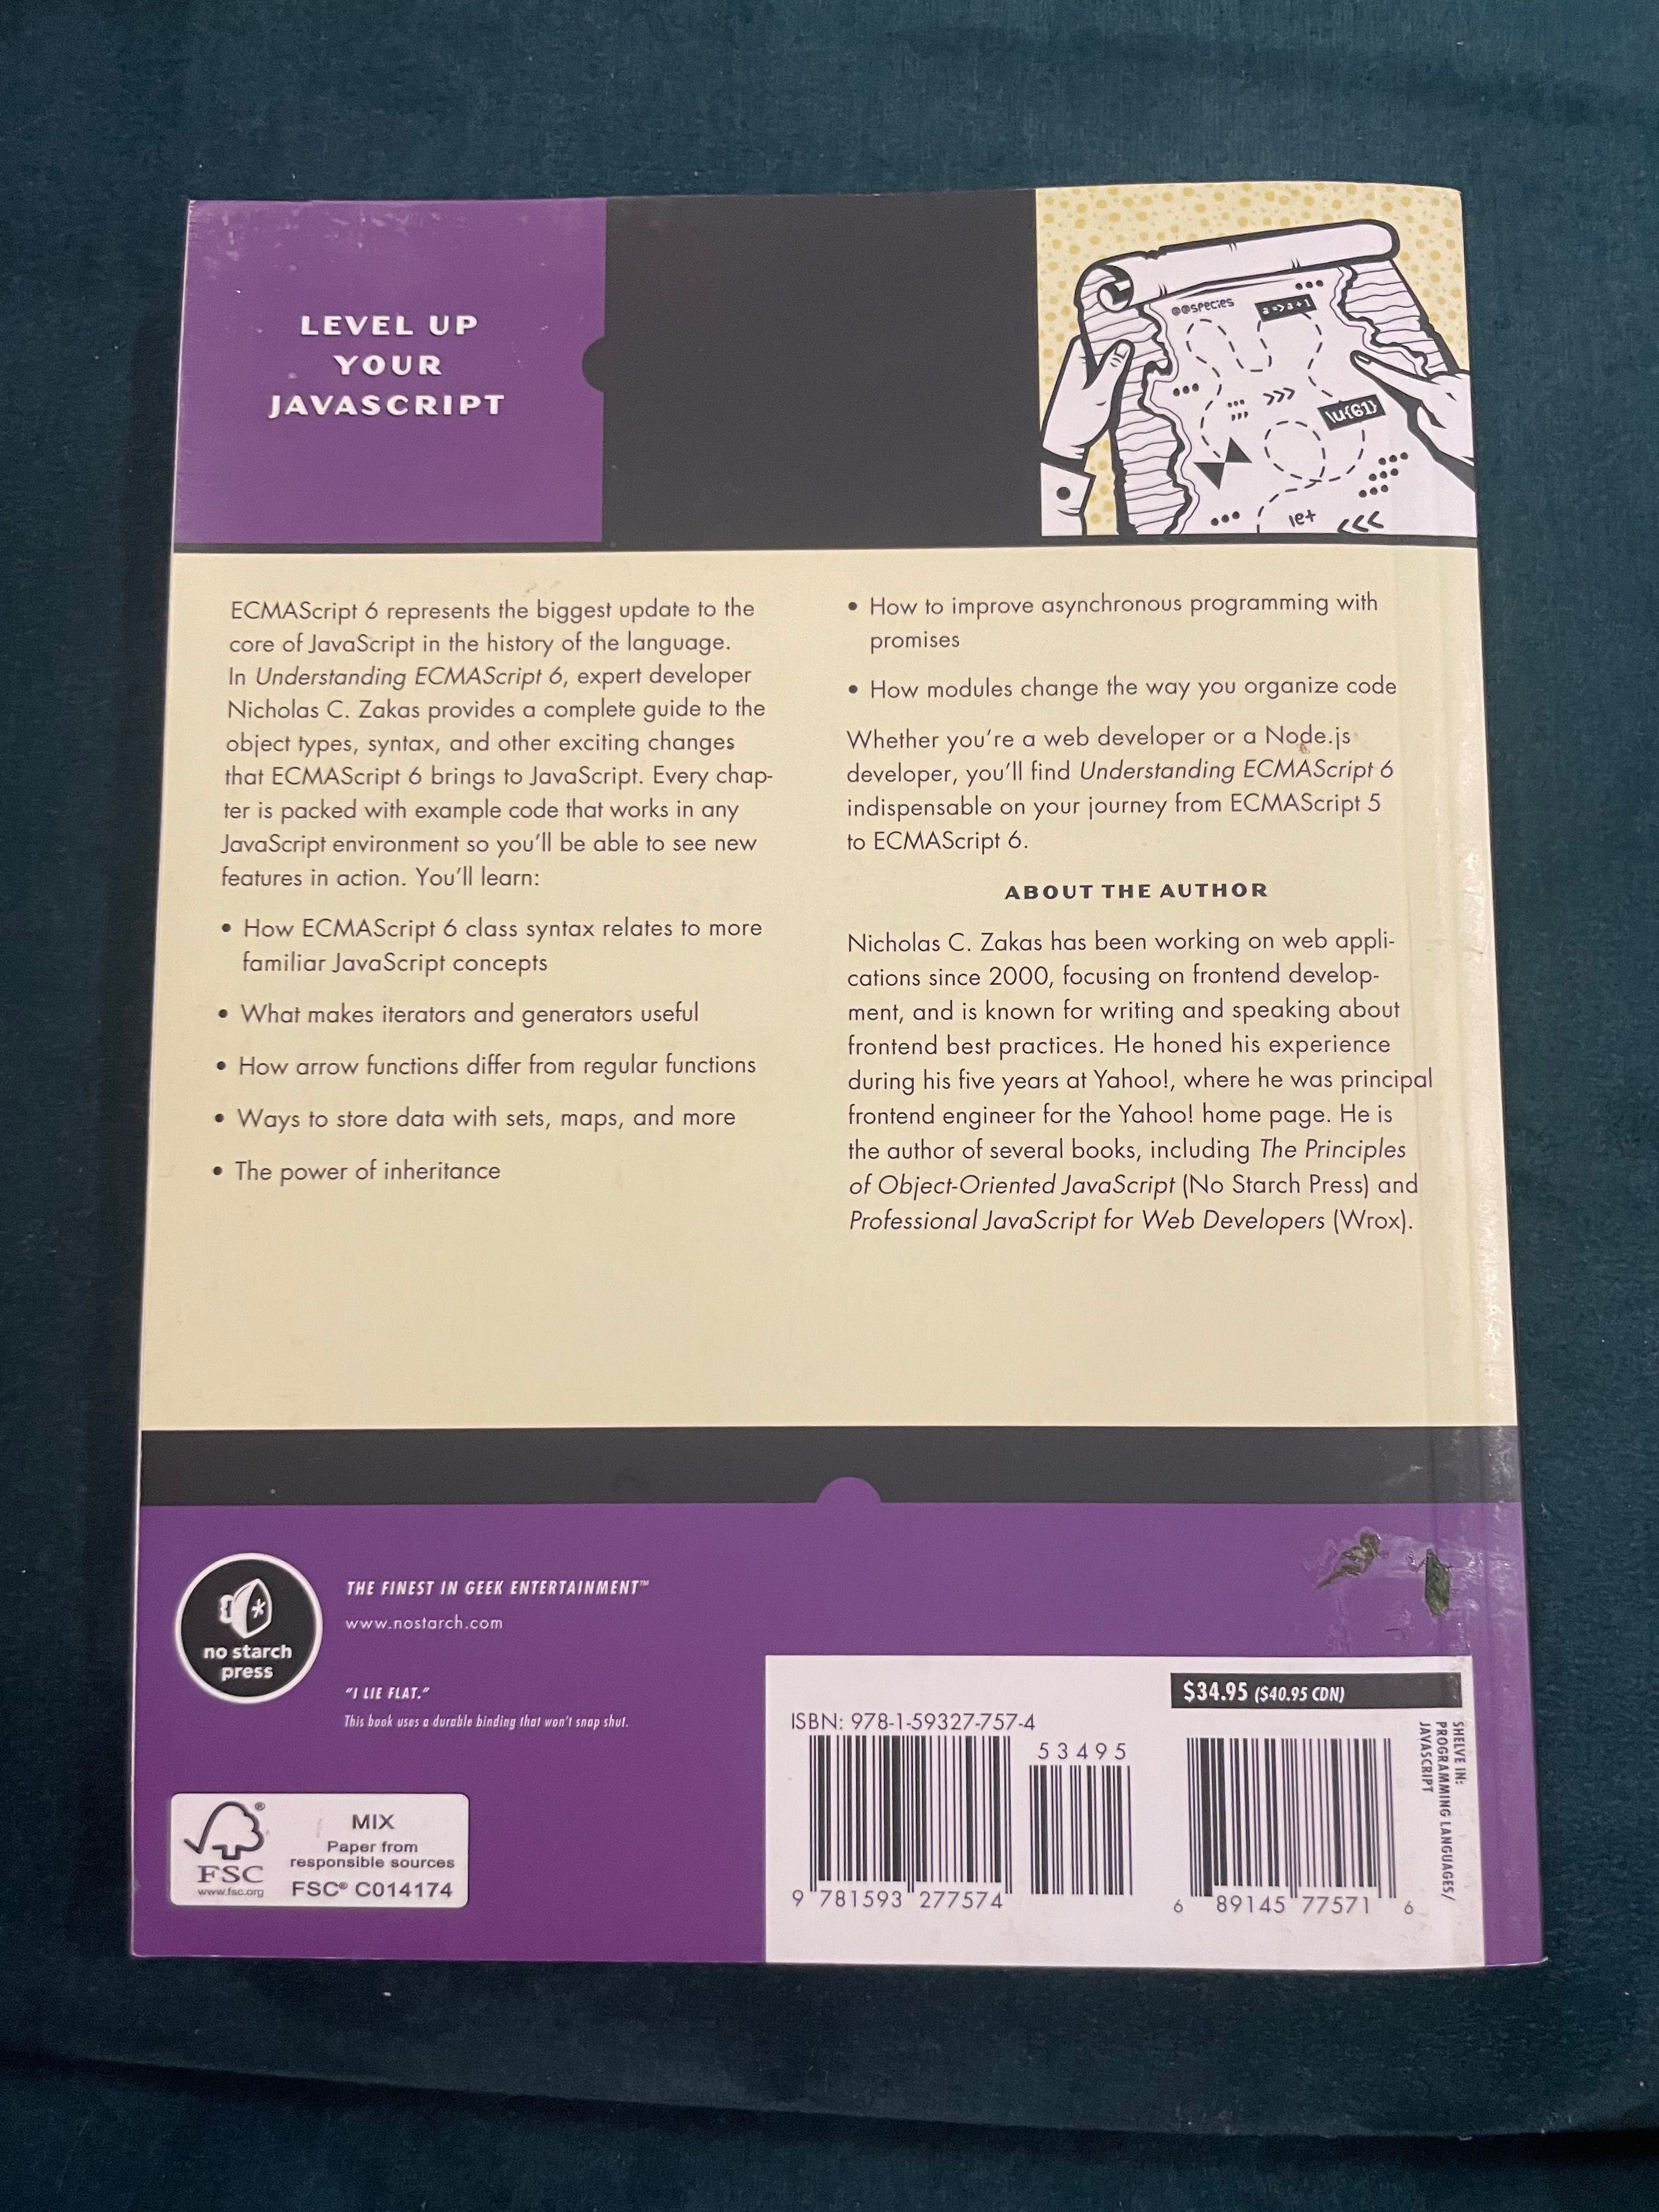 LEVEL UP
YOUR
JAVASCRIPT
@@species
a=>a+1
\u{61}
let
ECMAScript 6 represents the biggest update to the
core of JavaScript in the history of the language.
In Understanding ECMAScript 6, expert developer
Nicholas C. Zakas provides a complete guide to the
object types, syntax, and other exciting changes
that ECMAScript 6 brings to JavaScript. Every chap-
ter is packed with example code that works in any
JavaScript environment so you'll be able to see new
features in action. You'll learn:
• How ECMAScript 6 class syntax relates to more
familiar JavaScript concepts
• What makes iterators and generators useful
• How arrow functions differ from regular functions
• Ways to store data with sets, maps, and more
• The power of inheritance
• How to improve asynchronous programming with
promises
• How modules change the way you organize code
Whether you're a web developer or a Node.js
developer, you'll find Understanding ECMAScript 6
indispensable on your journey from ECMAScript 5
to ECMAScript 6.
ABOUT THE AUTHOR
Nicholas C. Zakas has been working on web appli-
cations since 2000, focusing on frontend develop-
ment, and is known for writing and speaking about
frontend best practices. He honed his experience
during his five years at Yahoo!, where he was principal
frontend engineer for the Yahoo! home page. He is
the author of several books, including The Principles
of Object-Oriented JavaScript (No Starch Press) and
Professional JavaScript for Web Developers (Wrox).
no starch
press
THE FINEST IN GEEK ENTERTAINMENT™
www.nostarch.com
"I LIE FLAT."
This book uses a durable binding that won't snap shut.
FSC
www.fsc.org
®
MIX
Paper from
responsible sources
FSC® C014174
$34.95 ($40.95 CDN)
ISBN: 978-1-59327-757-4
53495
9 781593 277574
6 89145 77571 6
SHELVE IN:
PROGRAMMING LANGUAGES/
JAVASCRIPT